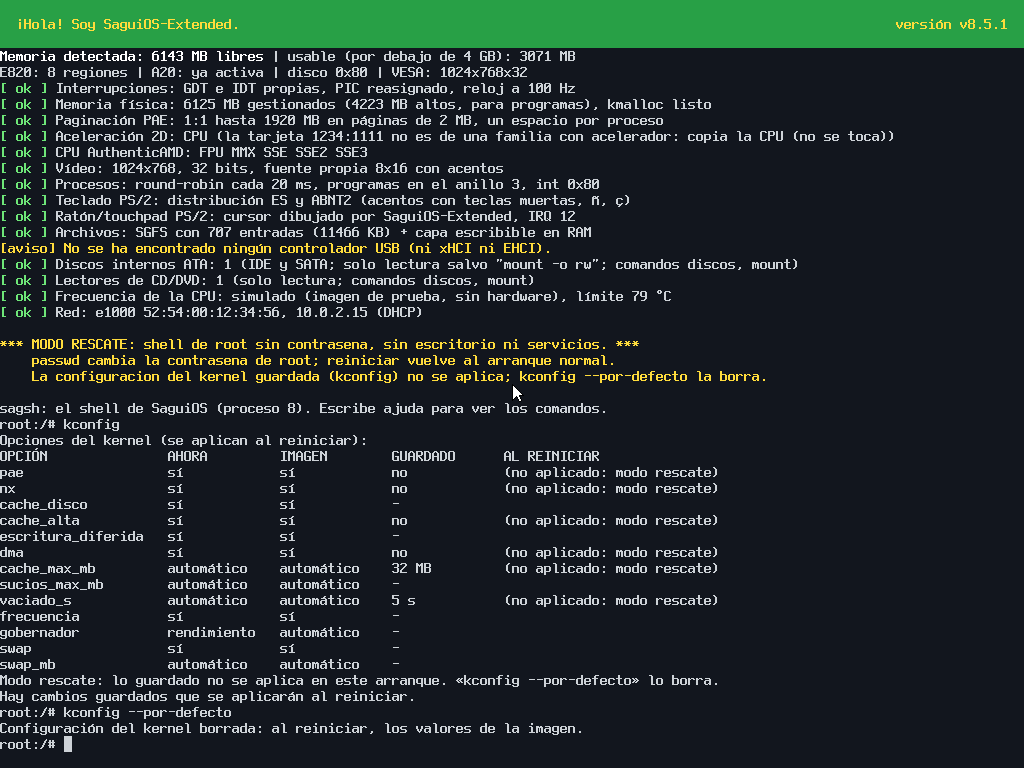 ¡Hola! Soy SaguiOS-Extended.
versión v8.5.1
Memoria detectada: 6143 MB libres | usable (por debajo de 4 GB): 3071 MB
E820: 8 regiones | A20: ya activa | disco 0x80 | VESA: 1024x768x32
[ ok ] Interrupciones: GDT e IDT propias, PIC reasignado, reloj a 100 Hz
[ ok ] Memoria física: 6125 MB gestionados (4223 MB altos, para programas), kmalloc listo
[ ok ] Paginación PAE: 1:1 hasta 1920 MB en páginas de 2 MB, un espacio por proceso
[ ok ] Aceleración 2D: CPU (la tarjeta 1234:1111 no es de una familia con acelerador: copia la CPU (no se toca))
[ ok ] CPU AuthenticAMD: FPU MMX SSE SSE2 SSE3
[ ok ] Vídeo: 1024x768, 32 bits, fuente propia 8x16 con acentos
[ ok ] Procesos: round-robin cada 20 ms, programas en el anillo 3, int 0x80
[ ok ] Teclado PS/2: distribución ES y ABNT2 (acentos con teclas muertas, ñ, ç)
[ ok ] Ratón/touchpad PS/2: cursor dibujado por SaguiOS-Extended, IRQ 12
[ ok ] Archivos: SGFS con 707 entradas (11466 KB) + capa escribible en RAM
[aviso] No se ha encontrado ningún controlador USB (ni xHCI ni EHCI).
[ ok ] Discos internos ATA: 1 (IDE y SATA; solo lectura salvo "mount -o rw"; comandos discos, mount)
[ ok ] Lectores de CD/DVD: 1 (solo lectura; comandos discos, mount)
[ ok ] Frecuencia de la CPU: simulado (imagen de prueba, sin hardware), límite 79 °C
[ ok ] Red: e1000 52:54:00:12:34:56, 10.0.2.15 (DHCP)
*** MODO RESCATE: shell de root sin contrasena, sin escritorio ni servicios. ***
passwd cambia la contrasena de root; reiniciar vuelve al arranque normal.
La configuracion del kernel guardada (kconfig) no se aplica; kconfig --por-defecto la borra.
sagsh: el shell de SaguiOS (proceso 8). Escribe ayuda para ver los comandos.
root:/# kconfig
Opciones del kernel (se aplican al reiniciar):
OPCIÓN AHORA IMAGEN GUARDADO AL REINICIAR
pae sí sí no (no aplicado: modo rescate)
nx sí sí no (no aplicado: modo rescate)
cache_disco sí sí -
cache_alta sí sí no (no aplicado: modo rescate)
escritura_diferida sí sí -
dma sí sí no (no aplicado: modo rescate)
cache_max_mb automático automático 32 MB (no aplicado: modo rescate)
sucios_max_mb automático automático -
vaciado_s automático automático 5 s (no aplicado: modo rescate)
frecuencia sí sí -
gobernador rendimiento automático -
swap sí sí -
swap_mb automático automático -
Modo rescate: lo guardado no se aplica en este arranque. «kconfig --por-defecto» lo borra.
Hay cambios guardados que se aplicarán al reiniciar.
root:/# kconfig --por-defecto
Configuración del kernel borrada: al reiniciar, los valores de la imagen.
root:/#